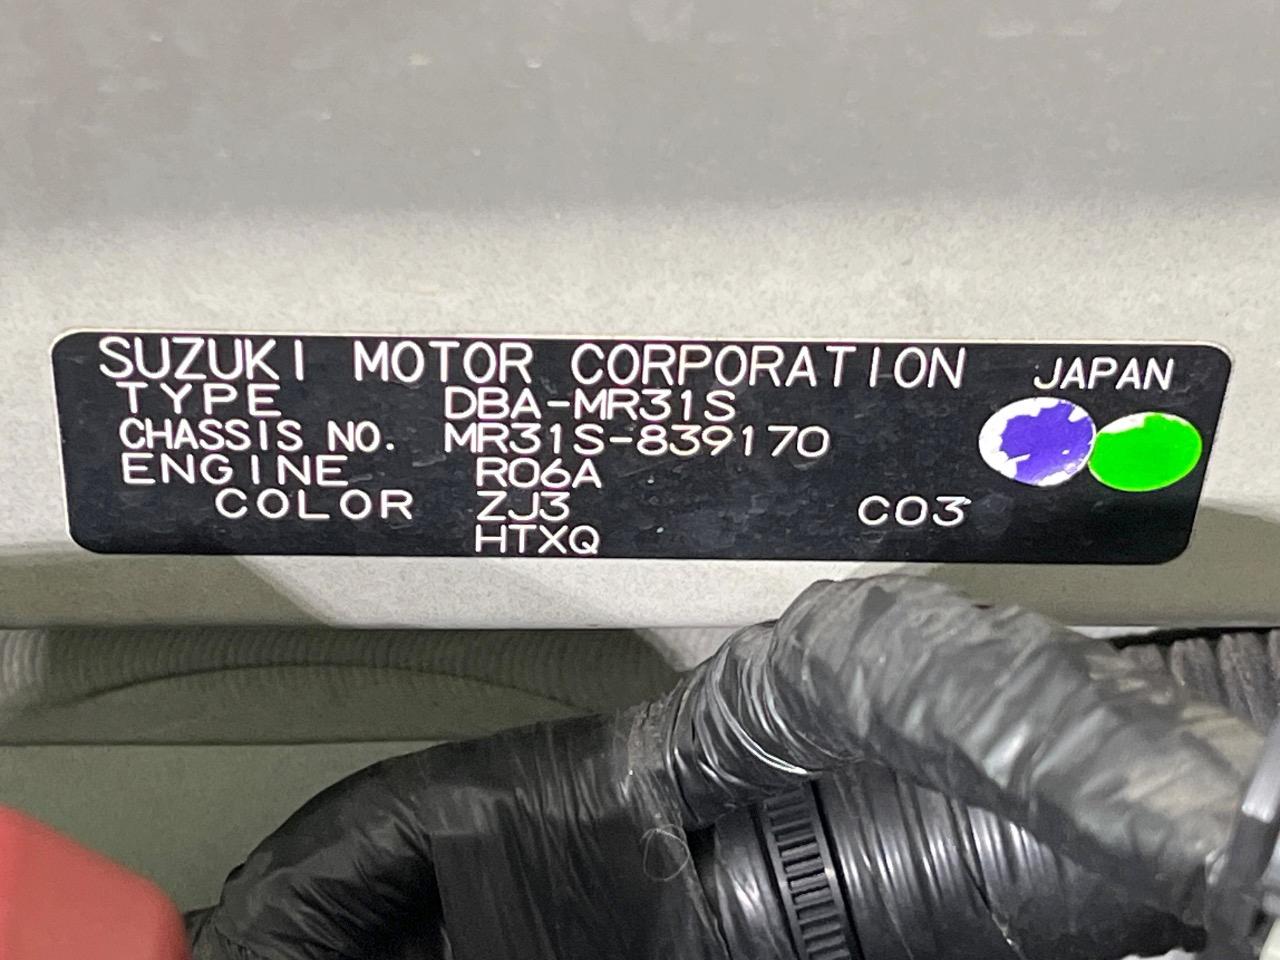 SUZUKI MOTOR CORPORATION JAPAN
TYPE DBA-MR31S
CHASSIS NO. MR31S-839170
ENGINE R06A
COLOR ZJ3 C03
HTXQ